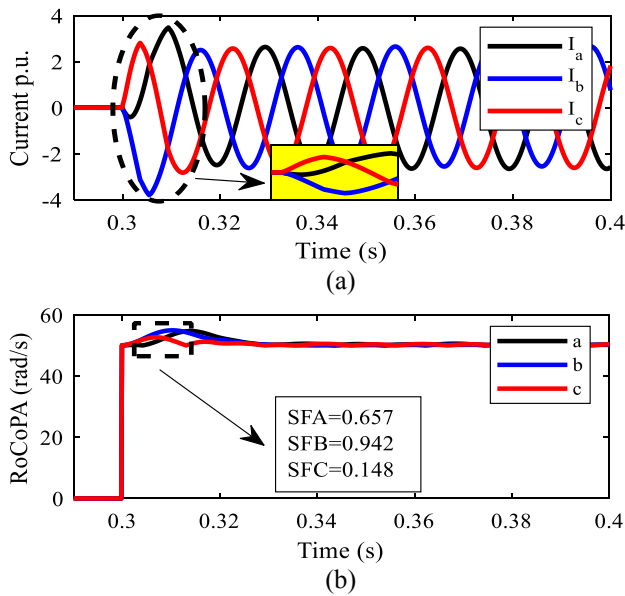 4
2
0
-2
-4
Current p.u.
I_a
I_b
I_c
0.3 0.32 0.34 0.36 0.38 0.4
Time (s)
(a)
60
40
20
0
RoCoPA (rad/s)
a
b
c
SFA=0.657
SFB=0.942
SFC=0.148
0.3 0.32 0.34 0.36 0.38 0.4
Time (s)
(b)